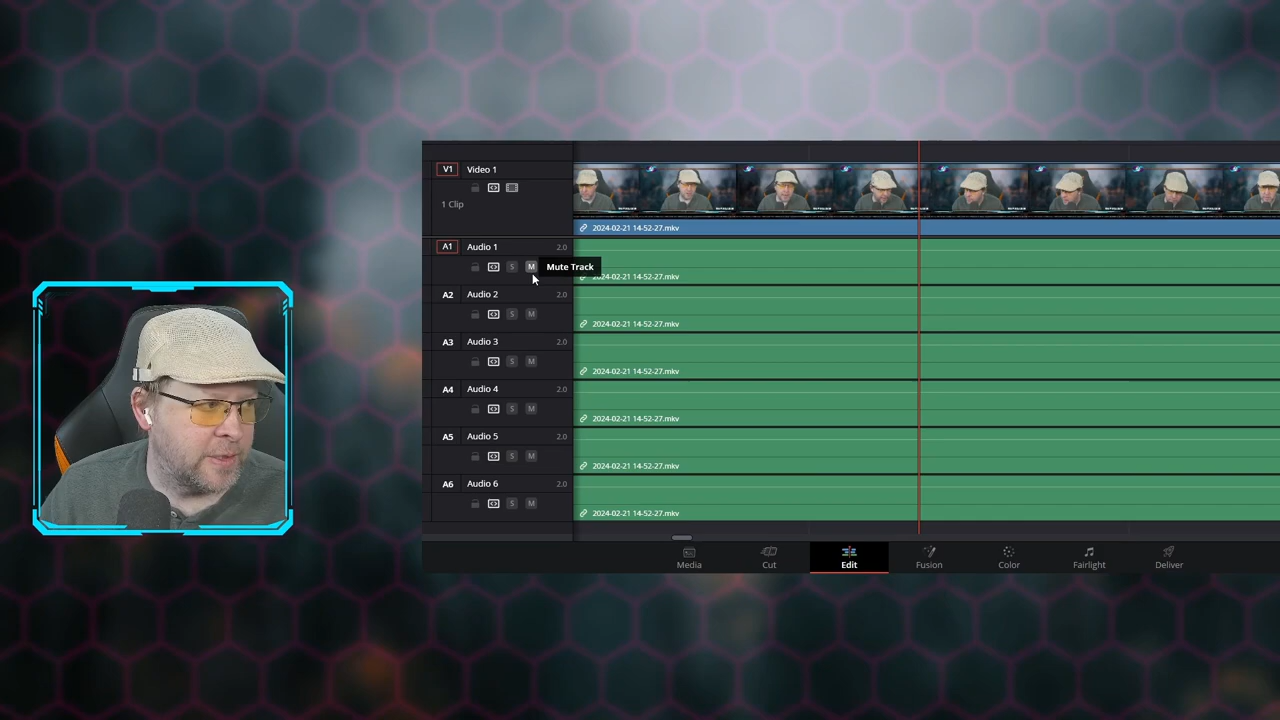 V1 Video 1
1 Clip
2024-02-21 14-52-27.mkv
A1 Audio 1 2.0
S M Mute Track
2024-02-21 14-52-27.mkv
A2 Audio 2 2.0
S M
2024-02-21 14-52-27.mkv
A3 Audio 3 2.0
S M
2024-02-21 14-52-27.mkv
A4 Audio 4 2.0
S M
2024-02-21 14-52-27.mkv
A5 Audio 5 2.0
S M
2024-02-21 14-52-27.mkv
A6 Audio 6 2.0
S M
2024-02-21 14-52-27.mkv
Media Cut Edit Fusion Color Fairlight Deliver